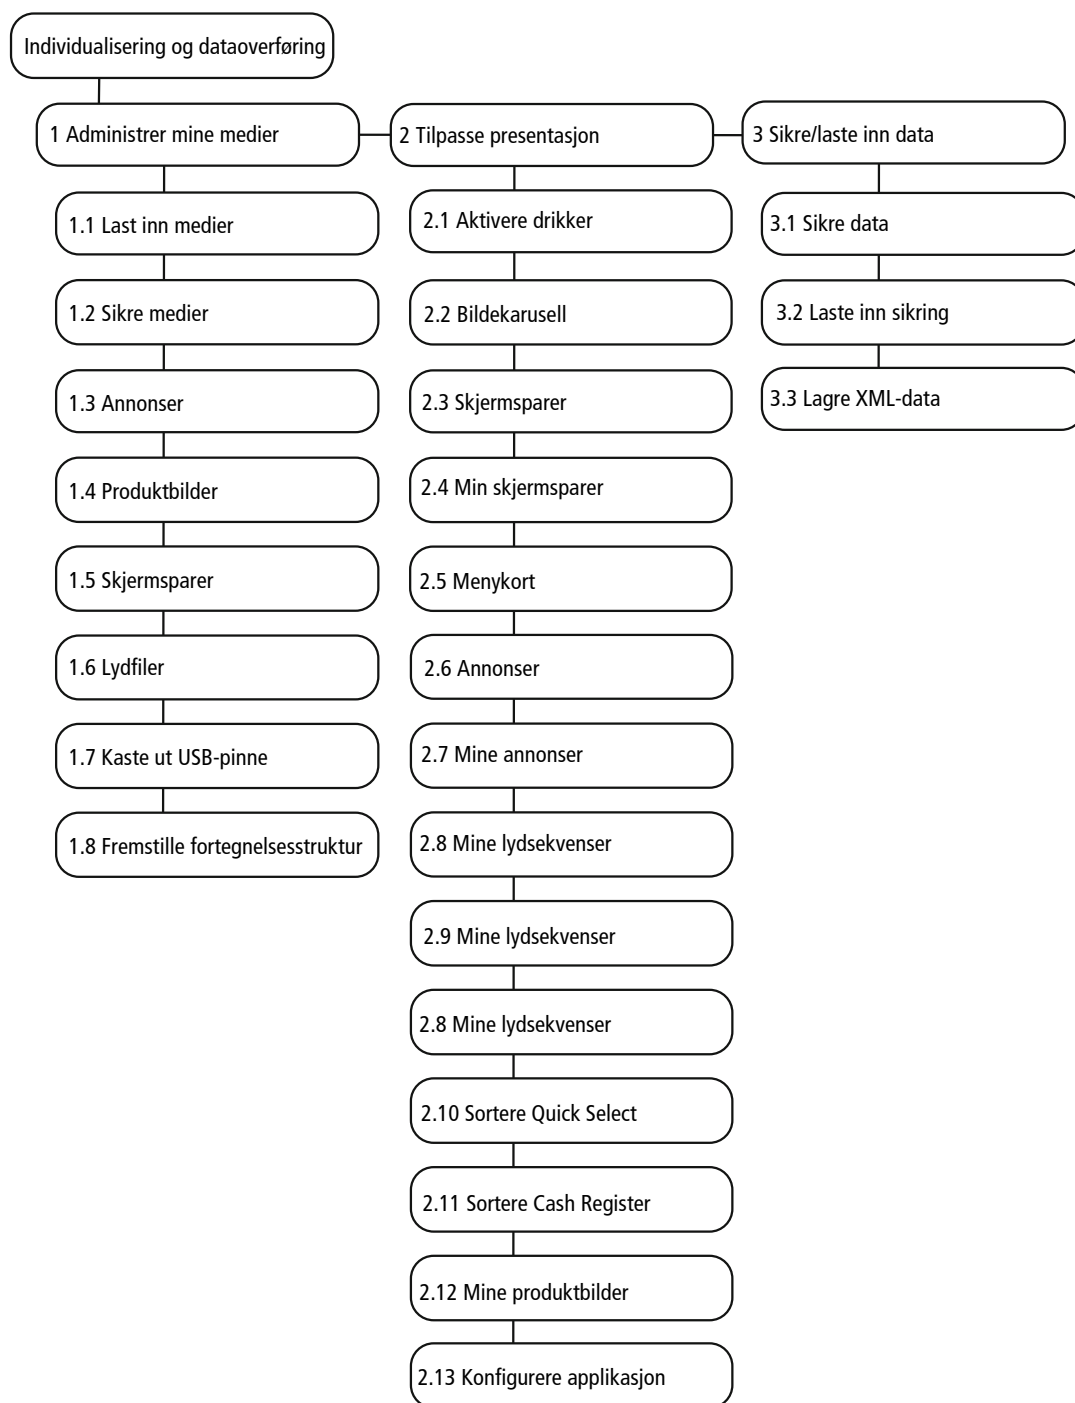 Individualisering og dataoverføring
1 Administrer mine medier
1.1 Last inn medier
1.2 Sikre medier
1.3 Annonser
1.4 Produktbilder
1.5 Skjermsparer
1.6 Lydfiler
1.7 Kaste ut USB-pinne
1.8 Fremstille fortegnelsesstruktur
2 Tilpasse presentasjon
2.1 Aktivere drikker
2.2 Bildekarusell
2.3 Skjermsparer
2.4 Min skjermsparer
2.5 Menykort
2.6 Annonser
2.7 Mine annonser
2.8 Mine lydsekvenser
2.9 Mine lydsekvenser
2.8 Mine lydsekvenser
2.10 Sortere Quick Select
2.11 Sortere Cash Register
2.12 Mine produktbilder
2.13 Konfigurere applikasjon
3 Sikre/laste inn data
3.1 Sikre data
3.2 Laste inn sikring
3.3 Lagre XML-data